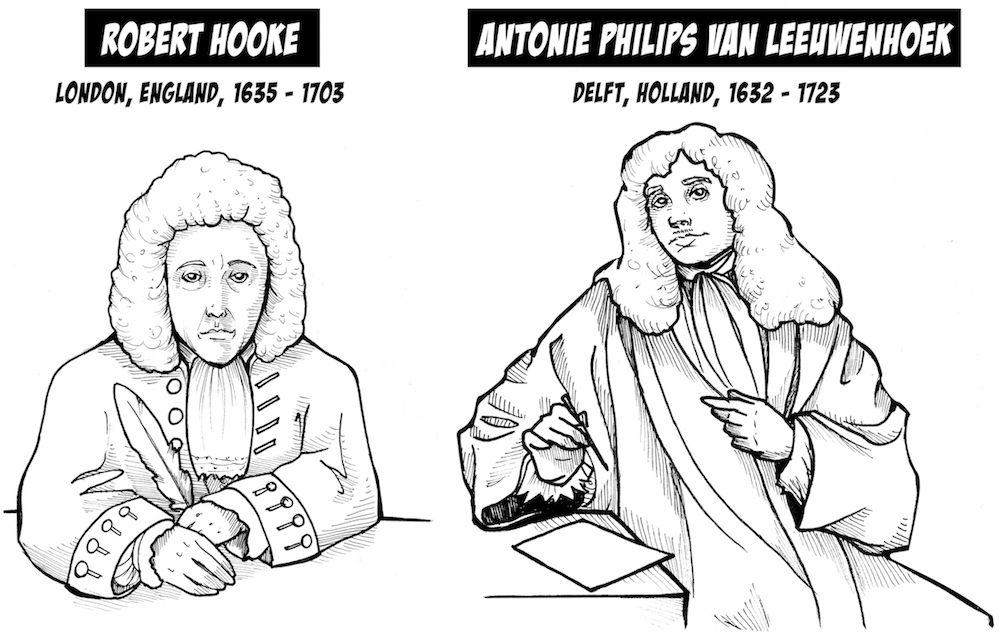 ROBERT HOOKE
LONDON, ENGLAND, 1635 - 1703
ANTONIE PHILIPS VAN LEEUWENHOEK
DELFT, HOLLAND, 1632 - 1723